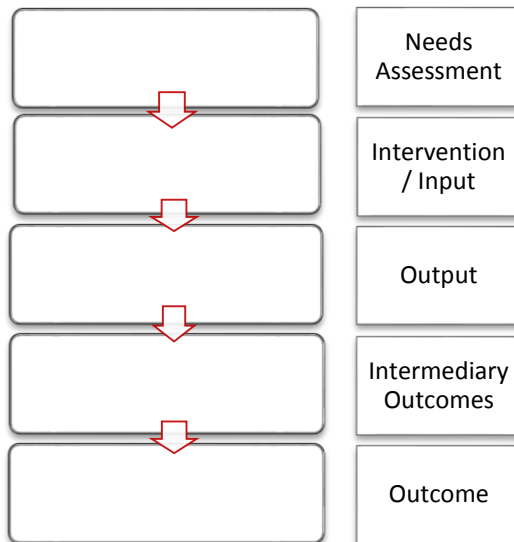 Needs
Assessment
Intervention
/ Input
Output
Intermediary
Outcomes
Outcome